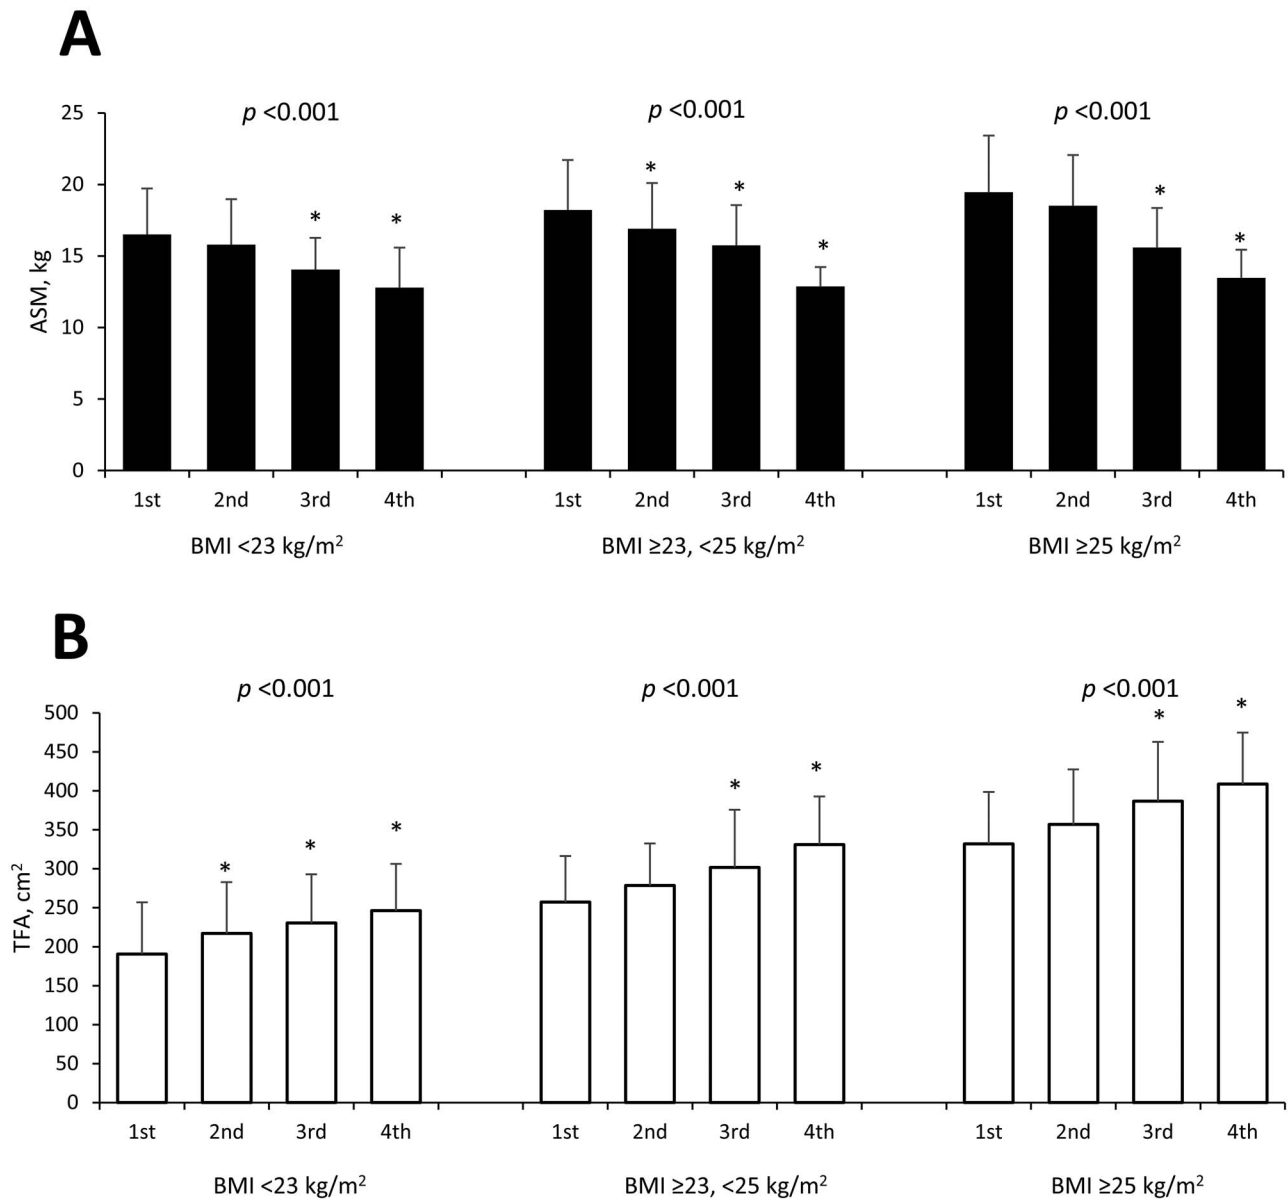 A
p <0.001 p <0.001 p <0.001
25
20
15
10
5
0
ASM, kg
* * * * * * *
1st 2nd 3rd 4th 1st 2nd 3rd 4th 1st 2nd 3rd 4th
BMI <23 kg/m² BMI ≥23, <25 kg/m² BMI ≥25 kg/m²
B
p <0.001 p <0.001 p <0.001
500
450
400
350
300
250
200
150
100
50
0
TFA, cm²
* * * * * * *
1st 2nd 3rd 4th 1st 2nd 3rd 4th 1st 2nd 3rd 4th
BMI <23 kg/m² BMI ≥23, <25 kg/m² BMI ≥25 kg/m²